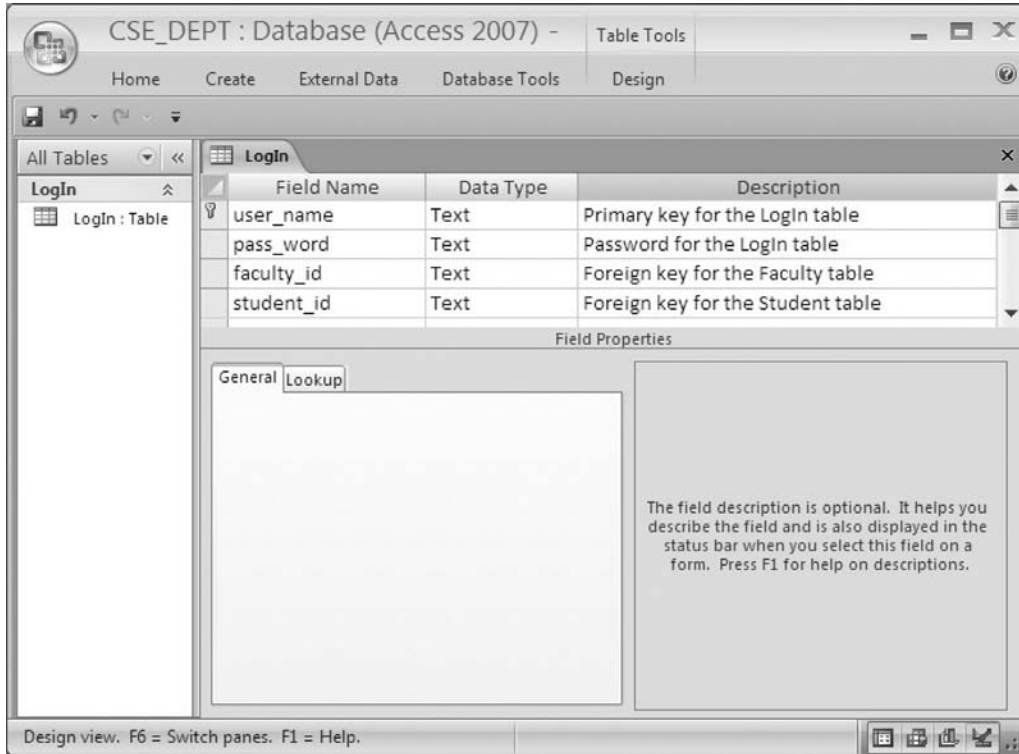 CSE_DEPT : Database (Access 2007) -
Table Tools
Home Create External Data Database Tools Design
All Tables
LogIn
LogIn : Table
LogIn
Field Name Data Type Description
user_name Text Primary key for the LogIn table
pass_word Text Password for the LogIn table
faculty_id Text Foreign key for the Faculty table
student_id Text Foreign key for the Student table
Field Properties
General Lookup
The field description is optional. It helps you
describe the field and is also displayed in the
status bar when you select this field on a
form. Press F1 for help on descriptions.
Design view. F6 = Switch panes. F1 = Help.